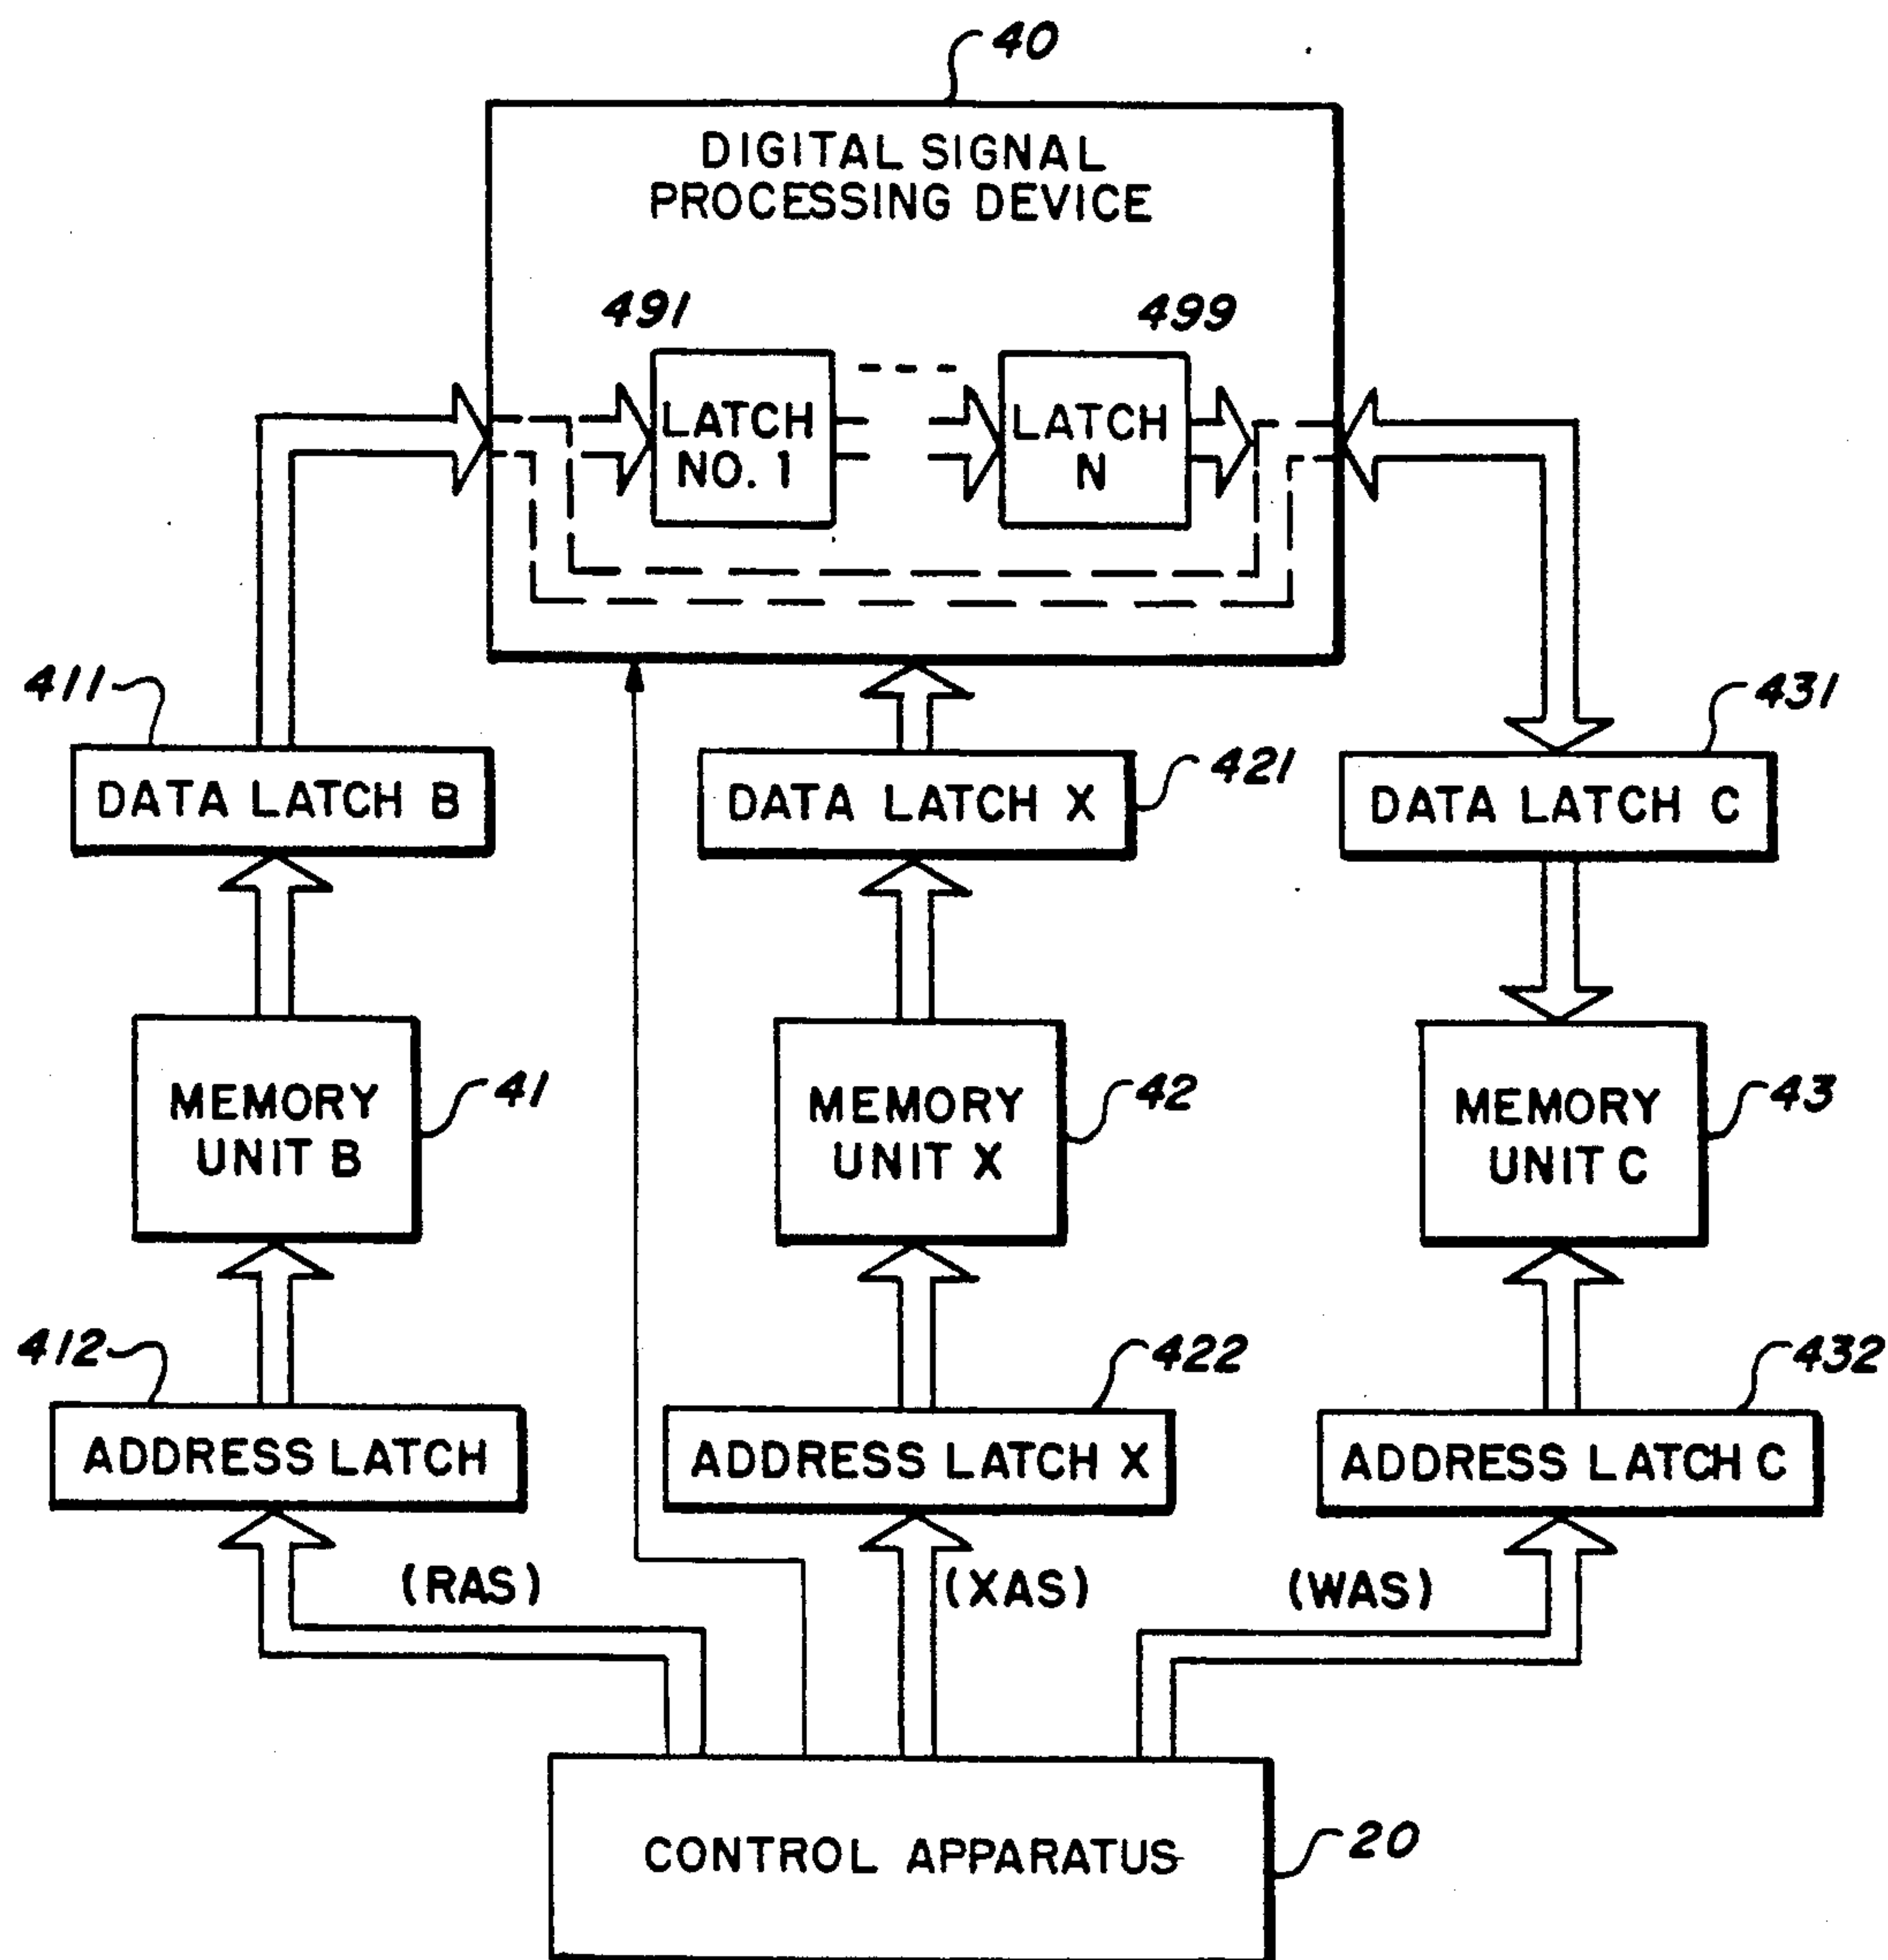 40
DIGITAL SIGNAL
PROCESSING DEVICE
491
499
LATCH
NO. 1
LATCH
N
411
DATA LATCH B
DATA LATCH X
421
431
DATA LATCH C
MEMORY
UNIT B
41
MEMORY
UNIT X
42
MEMORY
UNIT C
43
412
ADDRESS LATCH
422
ADDRESS LATCH X
432
ADDRESS LATCH C
(RAS)
(XAS)
(WAS)
CONTROL APPARATUS
20